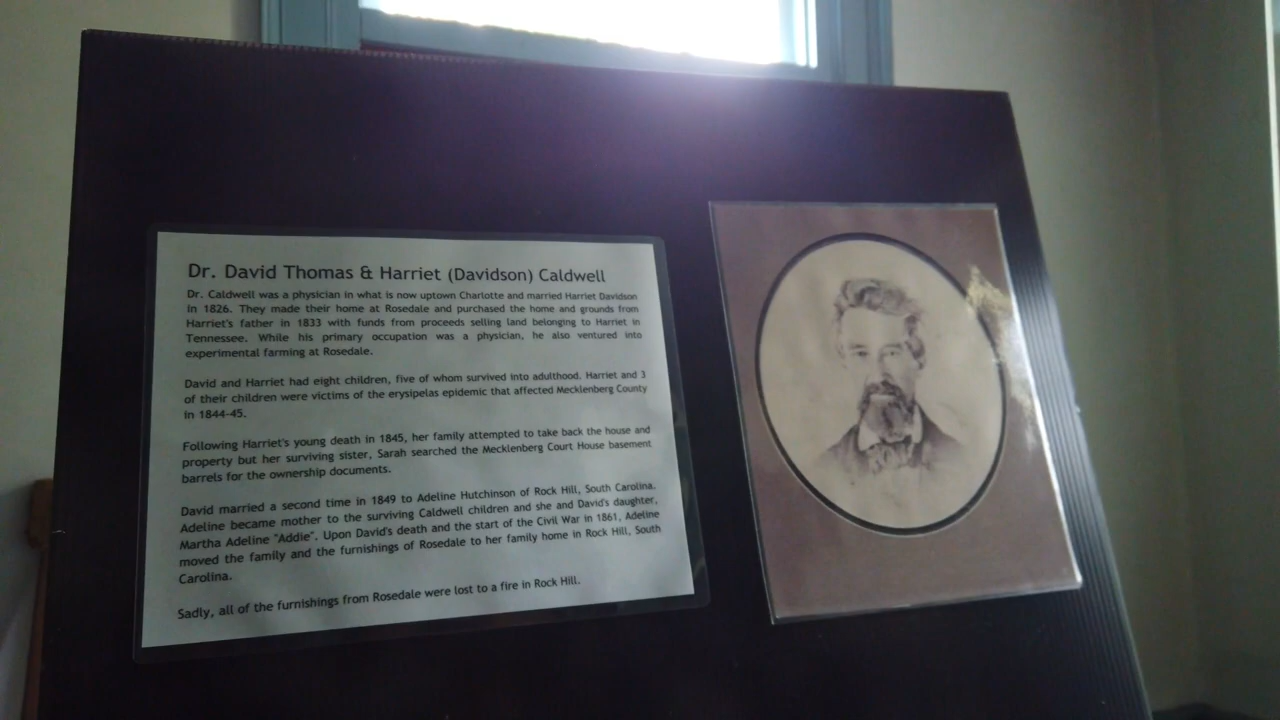 Dr. David Thomas & Harriet (Davidson) Caldwell
Dr. Caldwell was a physician in what is now uptown Charlotte and married Harriet Davidson
in 1826. They made their home at Rosedale and purchased the home and grounds from
Harriet's father in 1833 with funds from proceeds selling land belonging to Harriet in
Tennessee. While his primary occupation was a physician, he also ventured into
experimental farming at Rosedale.
David and Harriet had eight children, five of whom survived into adulthood. Harriet and 3
of their children were victims of the erysipelas epidemic that affected Mecklenberg County
in 1844-45.
Following Harriet's young death in 1845, her family attempted to take back the house and
property but her surviving sister, Sarah searched the Mecklenberg Court House basement
barrels for the ownership documents.
David married a second time in 1849 to Adeline Hutchinson of Rock Hill, South Carolina.
Adeline became mother to the surviving Caldwell children and she and David's daughter,
Martha Adeline "Addie". Upon David's death and the start of the Civil War in 1861, Adeline
moved the family and the furnishings of Rosedale to her family home in Rock Hill, South
Carolina.
Sadly, all of the furnishings from Rosedale were lost to a fire in Rock Hill.